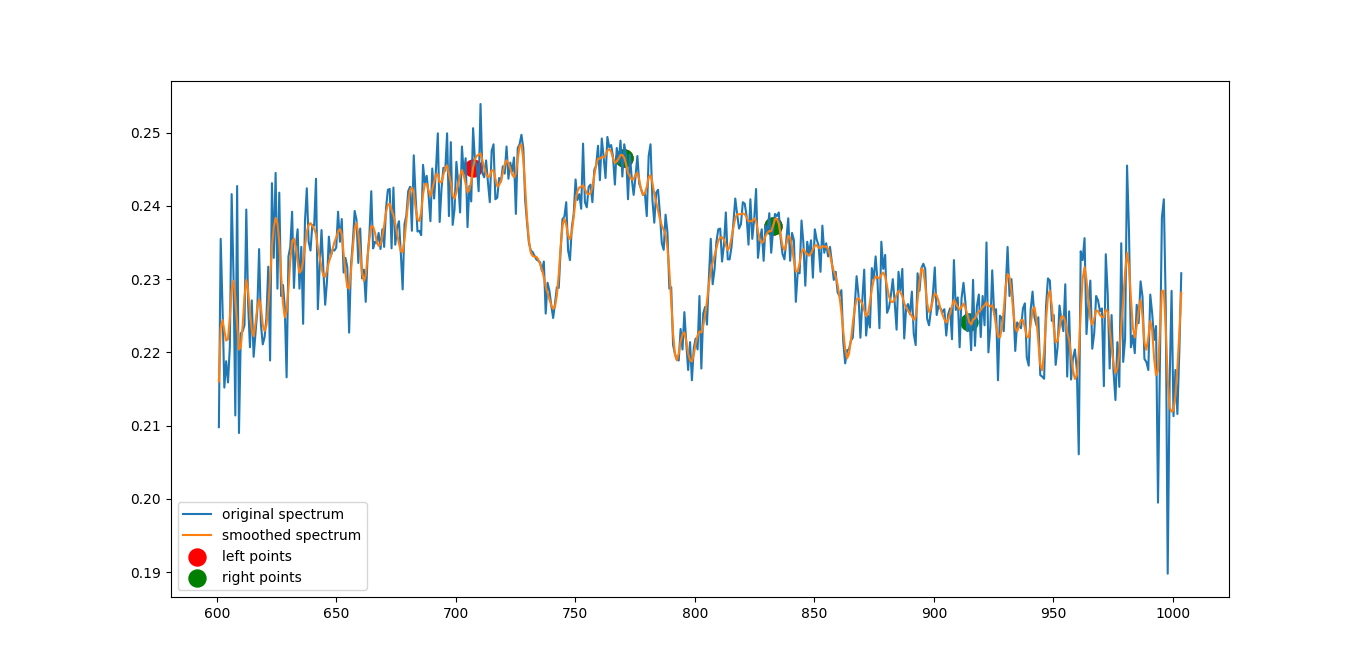 0.25
0.24
0.23
0.22
0.21
0.20
0.19
original spectrum
smoothed spectrum
left points
right points
600 650 700 750 800 850 900 950 1000